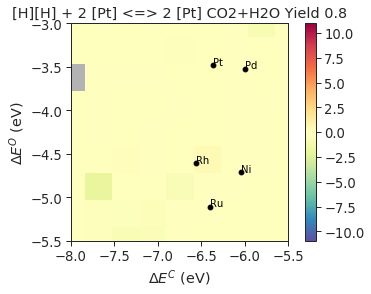 [H][H] + 2 [Pt] <=> 2 [Pt] CO2+H2O Yield 0.8
-3.0
-3.5
-4.0
-4.5
-5.0
-5.5
ΔE^O (eV)
Pt
Pd
Rh
Ni
Ru
-8.0 -7.5 -7.0 -6.5 -6.0 -5.5
ΔE^C (eV)
10.0
7.5
5.0
2.5
0.0
-2.5
-5.0
-7.5
-10.0